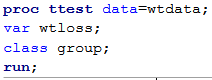 proc ttest data=wtdata;
var wtloss;
class group;
run;